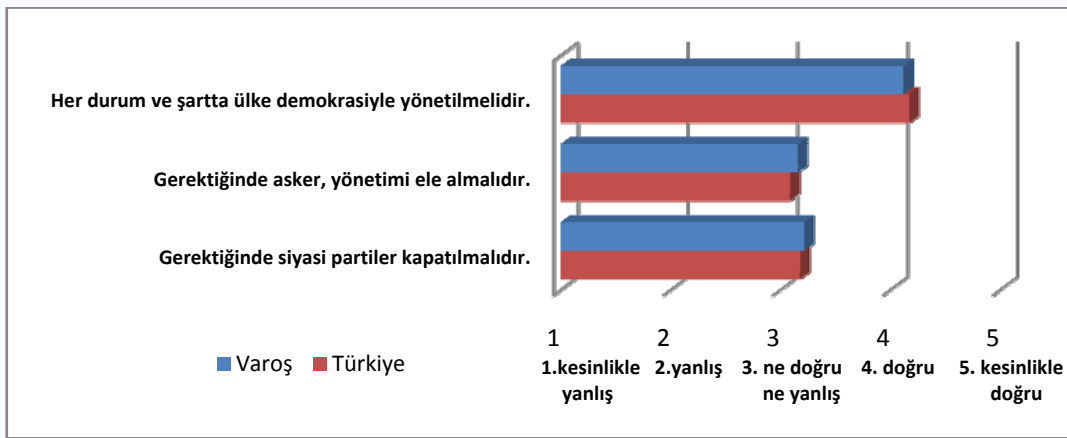 Her durum ve şartta ülke demokrasiyle yönetilmelidir.
Gerektiğinde asker, yönetimi ele almalıdır.
Gerektiğinde siyasi partiler kapatılmalıdır.
1 2 3 4 5
Varoş Türkiye
1.kesinlikle 2.yanlış 3. ne doğru 4. doğru 5. kesinlikle
yanlış ne yanlış doğru